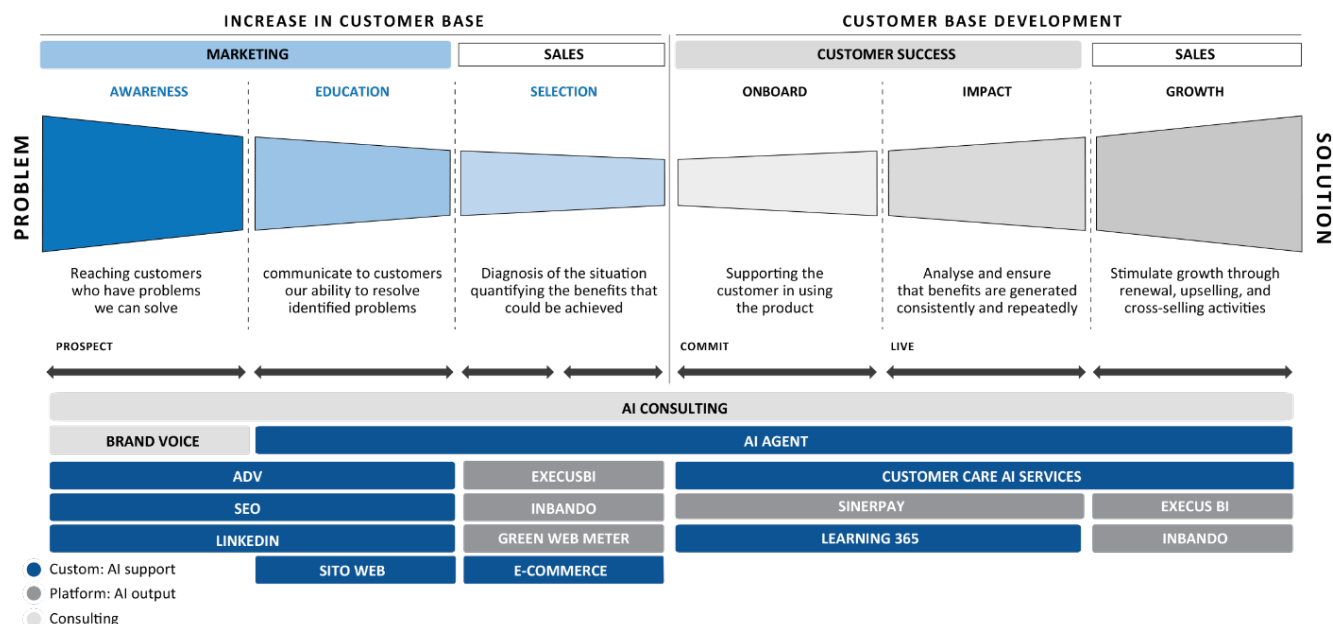 INCREASE IN CUSTOMER BASE
CUSTOMER BASE DEVELOPMENT
MARKETING
SALES
CUSTOMER SUCCESS
SALES
AWARENESS
EDUCATION
SELECTION
ONBOARD
IMPACT
GROWTH
PROBLEM
SOLUTION
Reaching customers
who have problems
we can solve
communicate to customers
our ability to resolve
identified problems
Diagnosis of the situation
quantifying the benefits that
could be achieved
Supporting the
customer in using
the product
Analyse and ensure
that benefits are generated
consistently and repeatedly
Stimulate growth through
renewal, upselling, and
cross-selling activities
PROSPECT
COMMIT
LIVE
AI CONSULTING
BRAND VOICE
AI AGENT
ADV
EXECUSBI
CUSTOMER CARE AI SERVICES
SEO
INBANDO
SINERPAY
EXECUS BI
LINKEDIN
GREEN WEB METER
LEARNING 365
INBANDO
SITO WEB
E-COMMERCE
Custom: AI support
Platform: AI output
Consulting